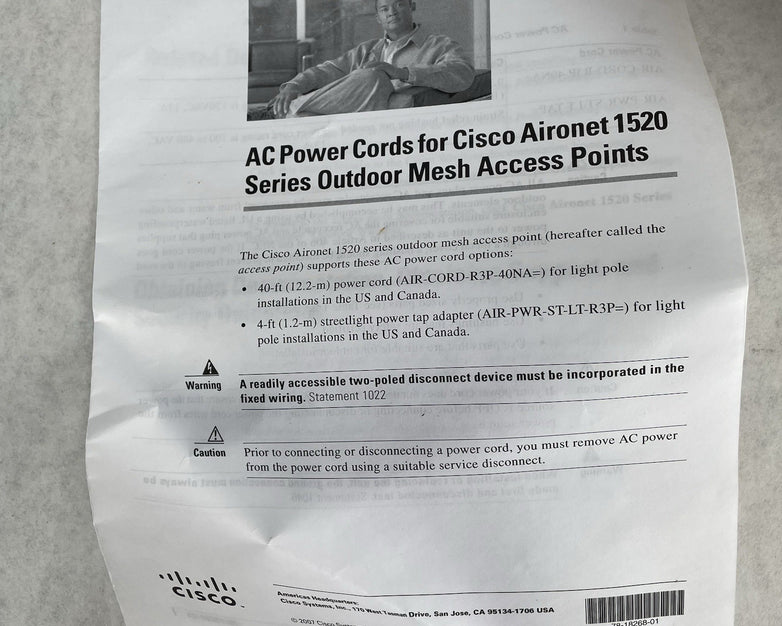 AC Power Cords for Cisco Aironet 1520
Series Outdoor Mesh Access Points
The Cisco Aironet 1520 series outdoor mesh access point (hereafter called the
access point) supports these AC power cord options:
• 40-ft (12.2-m) power cord (AIR-CORD-R3P-40NA=) for light pole
installations in the US and Canada.
• 4-ft (1.2-m) streetlight power tap adapter (AIR-PWR-ST-LT-R3P=) for light
pole installations in the US and Canada.
Warning
A readily accessible two-poled disconnect device must be incorporated in the
fixed wiring. Statement 1022
Caution
Prior to connecting or disconnecting a power cord, you must remove AC power
from the power cord using a suitable service disconnect.
CISCO
Americas Headquarters:
Cisco Systems, Inc., 170 West Tasman Drive, San Jose, CA 95134-1706 USA
© 2007 Cisco
78-18268-01